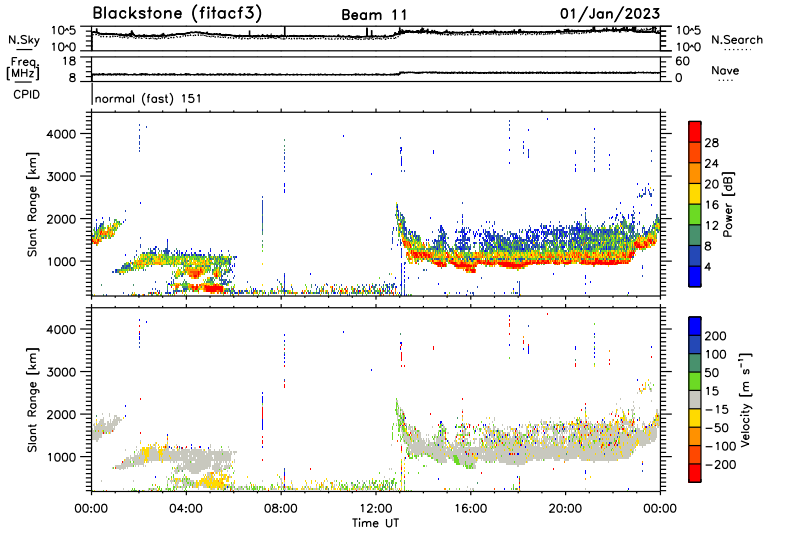 Blackstone (fitacf3) Beam 11 01/Jan/2023
N.Sky 10^5 10^0 10^5 10^0 N.Search
Freq. [MHz] 18 8 60 0 Nave
CPID normal (fast) 151
Slant Range [km] 4000 3000 2000 1000
Power [dB] 28 24 20 16 12 8 4
Slant Range [km] 4000 3000 2000 1000
Velocity [m s⁻¹] 200 100 50 15 −15 −50 −100 −200
00:00 04:00 08:00 12:00 16:00 20:00 00:00
Time UT